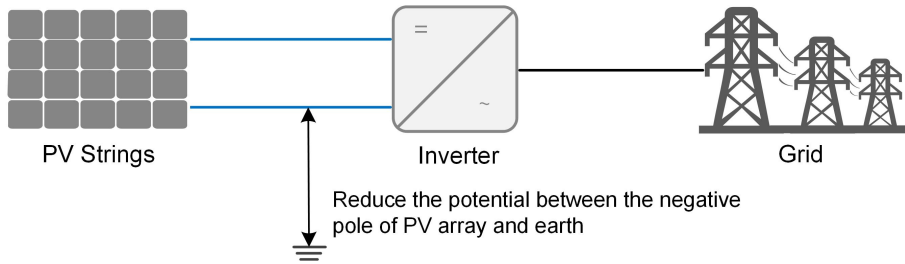 PV Strings
Inverter
Grid
Reduce the potential between the negative
pole of PV array and earth